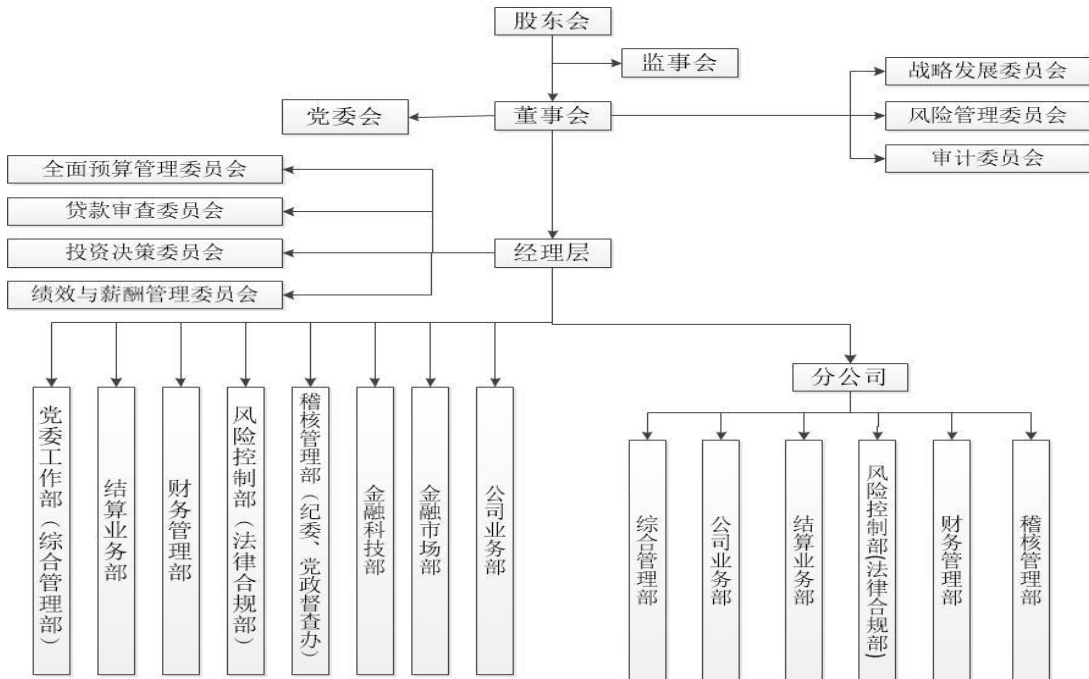 股东会
监事会
战略发展委员会
党委会
董事会
风险管理委员会
审计委员会
全面预算管理委员会
贷款审查委员会
投资决策委员会
经理层
绩效与薪酬管理委员会
分公司
党委工作部（综合管理部）
结算业务部
财务管理部
风险控制部（法律合规部）
稽核管理部（纪委、党政督查办）
金融科技部
金融市场部
公司业务部
综合管理部
公司业务部
结算业务部
风险控制部(法律合规部)
财务管理部
稽核管理部